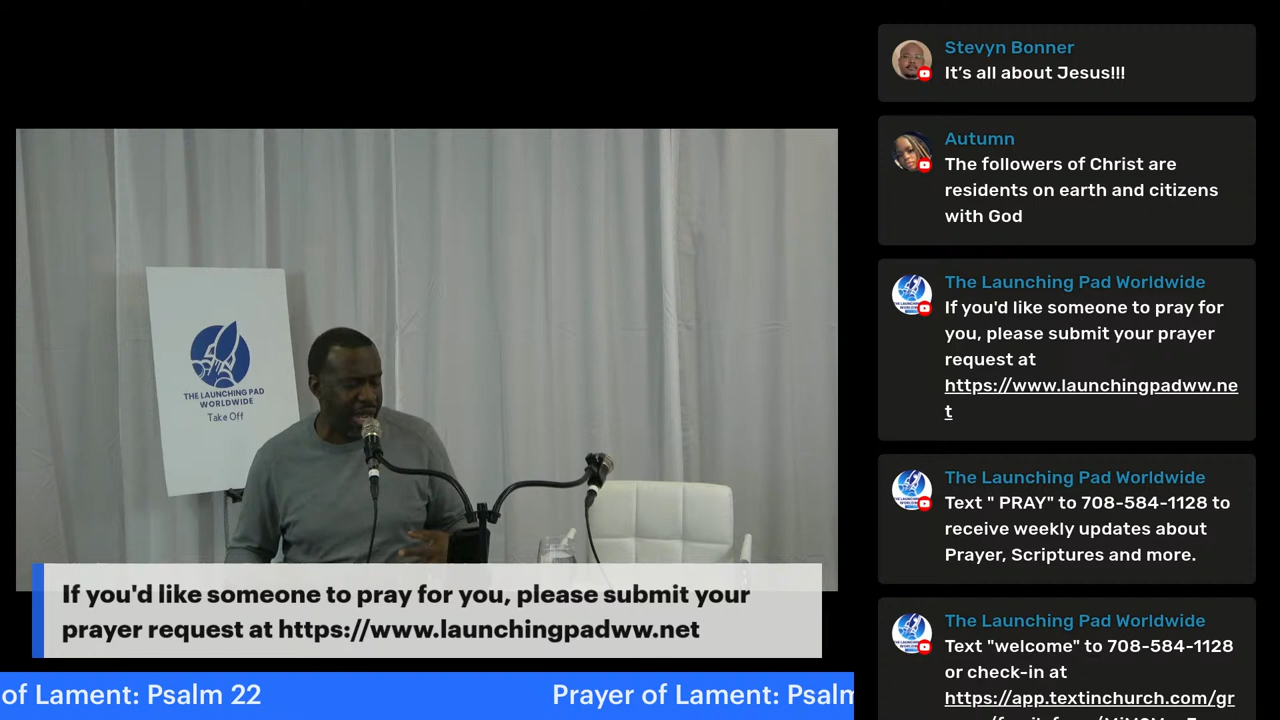 Stevyn Bonner
It’s all about Jesus!!!
Autumn
The followers of Christ are
residents on earth and citizens
with God
The Launching Pad Worldwide
If you'd like someone to pray for
you, please submit your prayer
request at
https://www.launchingpadww.ne
t
The Launching Pad Worldwide
Text " PRAY" to 708-584-1128 to
receive weekly updates about
Prayer, Scriptures and more.
The Launching Pad Worldwide
Text "welcome" to 708-584-1128
or check-in at
https://app.textinchurch.com/gr
THE LAUNCHING PAD
WORLDWIDE
Take Off
If you'd like someone to pray for you, please submit your
prayer request at https://www.launchingpadww.net
of Lament: Psalm 22
Prayer of Lament: Psalm